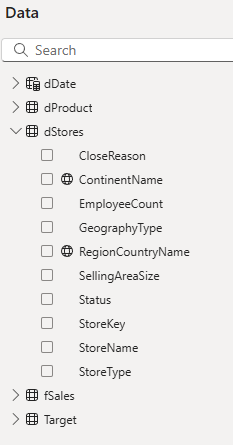 Data
Search
dDate
dProduct
dStores
CloseReason
ContinentName
EmployeeCount
GeographyType
RegionCountryName
SellingAreaSize
Status
StoreKey
StoreName
StoreType
fSales
Target